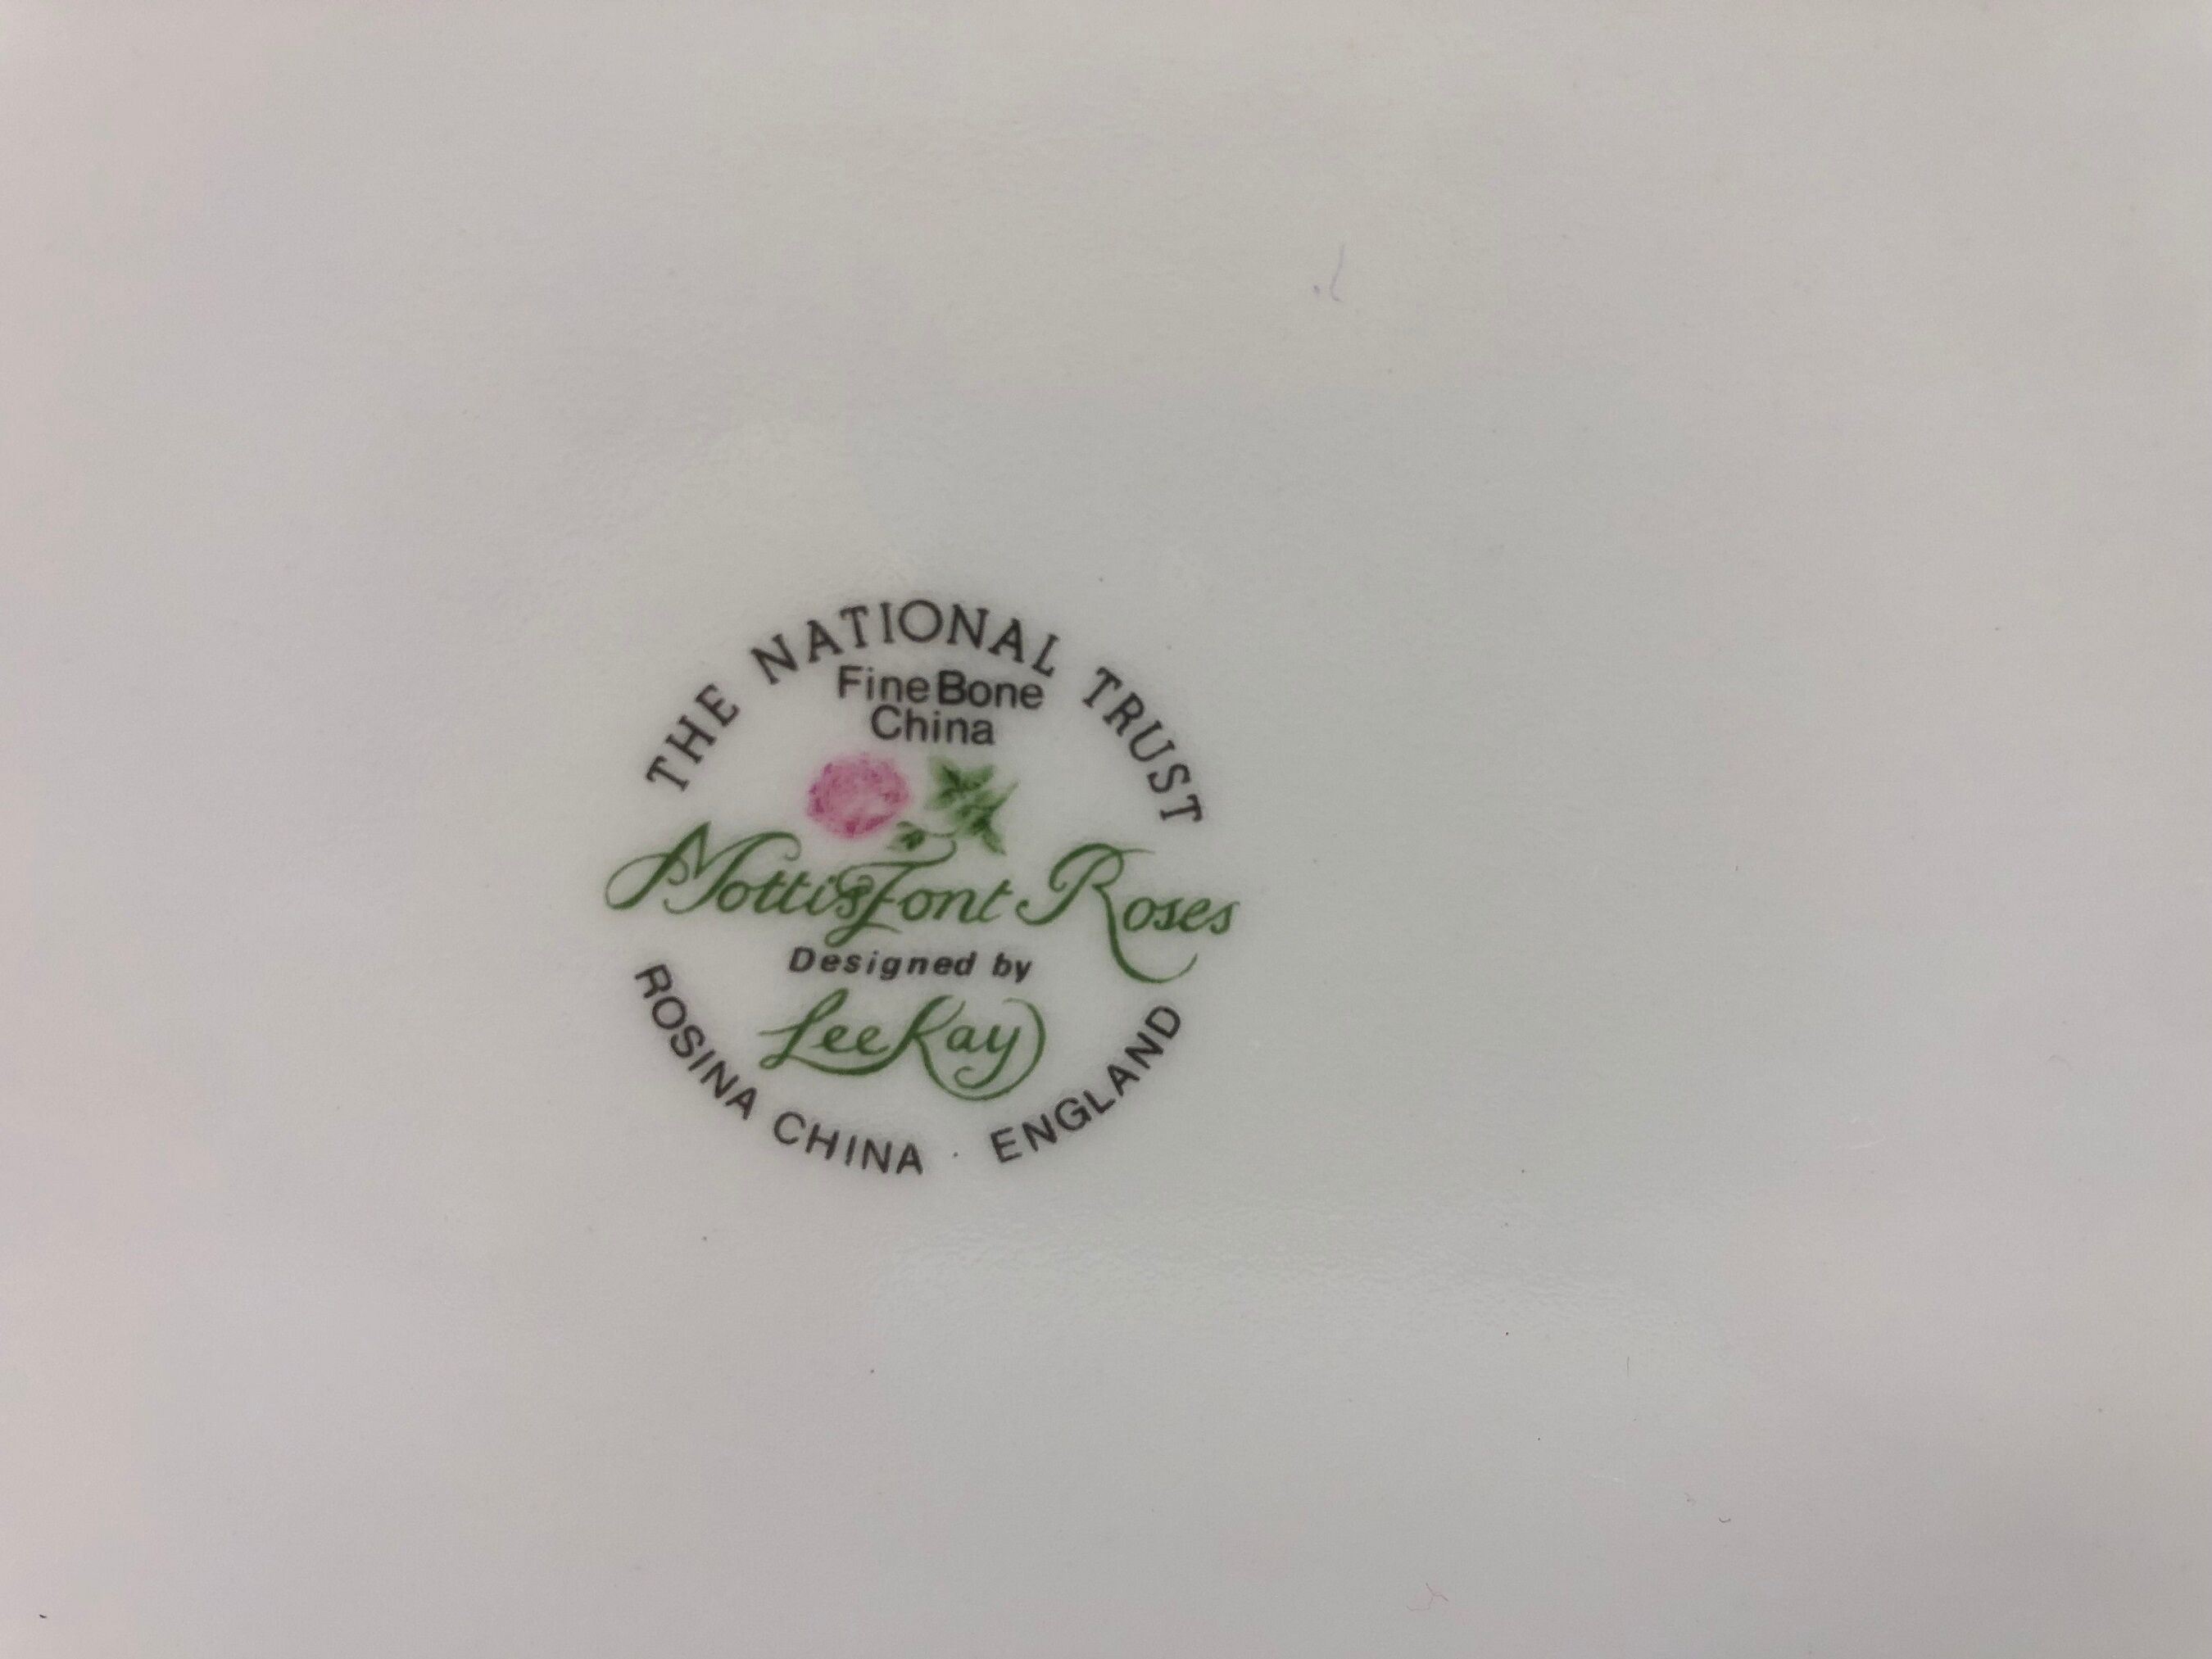 THE NATIONAL TRUST
Fine Bone
China
Mottisfont Roses
Designed by
Lee Kay
ROSINA CHINA · ENGLAND